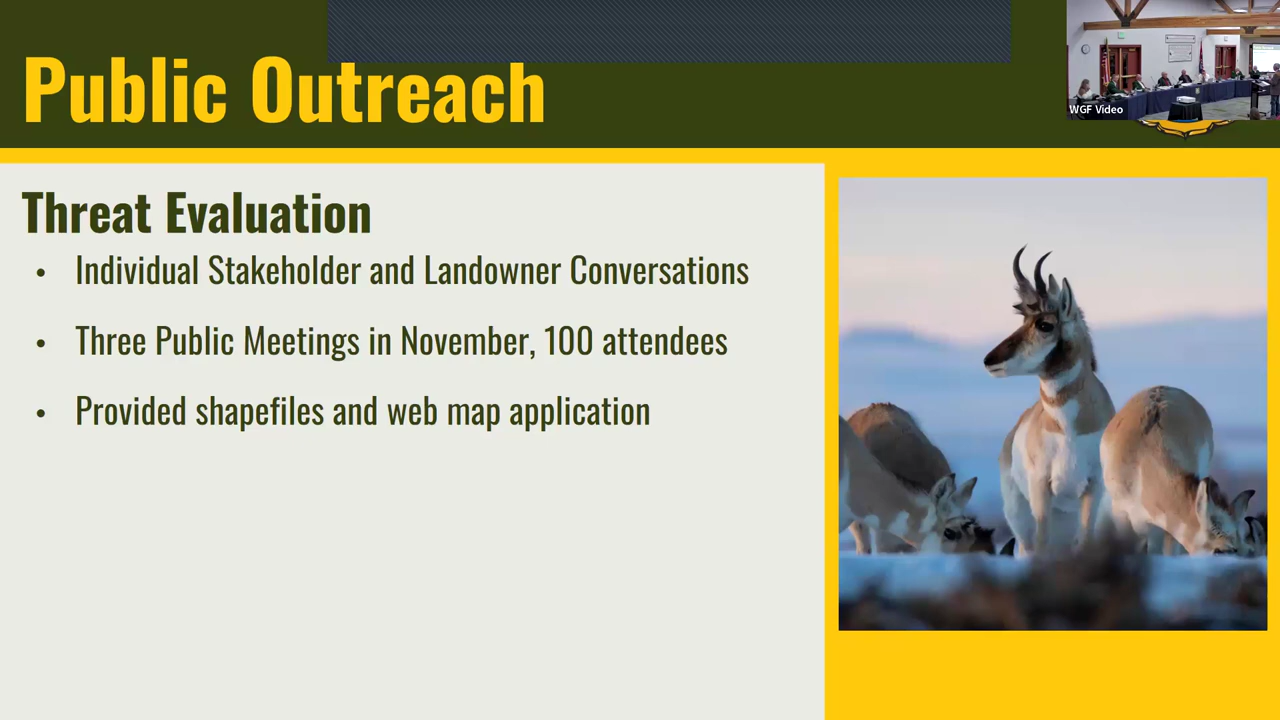 Public Outreach
WGF Video
Threat Evaluation
• Individual Stakeholder and Landowner Conversations
• Three Public Meetings in November, 100 attendees
• Provided shapefiles and web map application